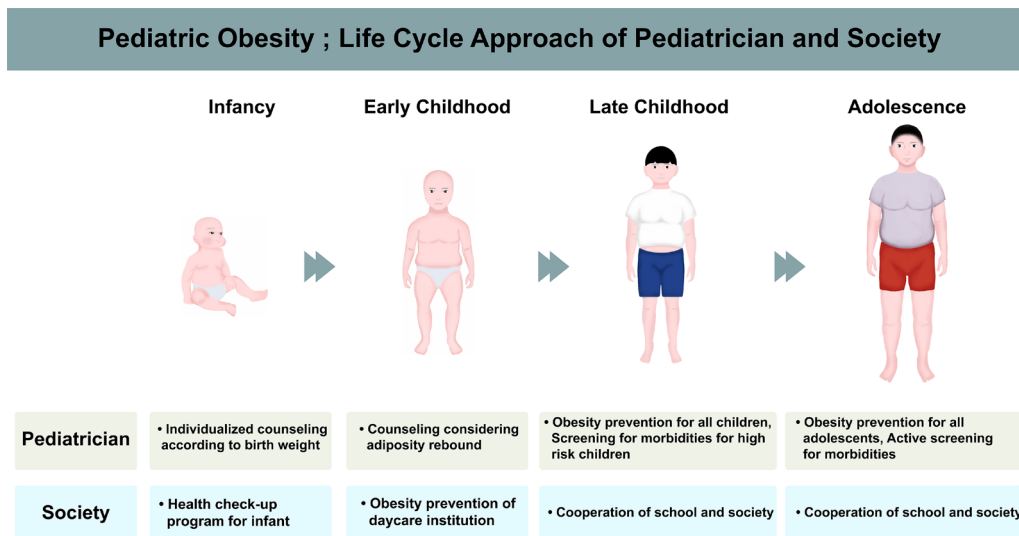 Pediatric Obesity ; Life Cycle Approach of Pediatrician and Society
Infancy
Early Childhood
Late Childhood
Adolescence
Pediatrician
• Individualized counseling
according to birth weight
• Counseling considering
adiposity rebound
• Obesity prevention for all children,
Screening for morbidities for high
risk children
• Obesity prevention for all
adolescents, Active screening
for morbidities
Society
• Health check-up
program for infant
• Obesity prevention of
daycare institution
• Cooperation of school and society
• Cooperation of school and society